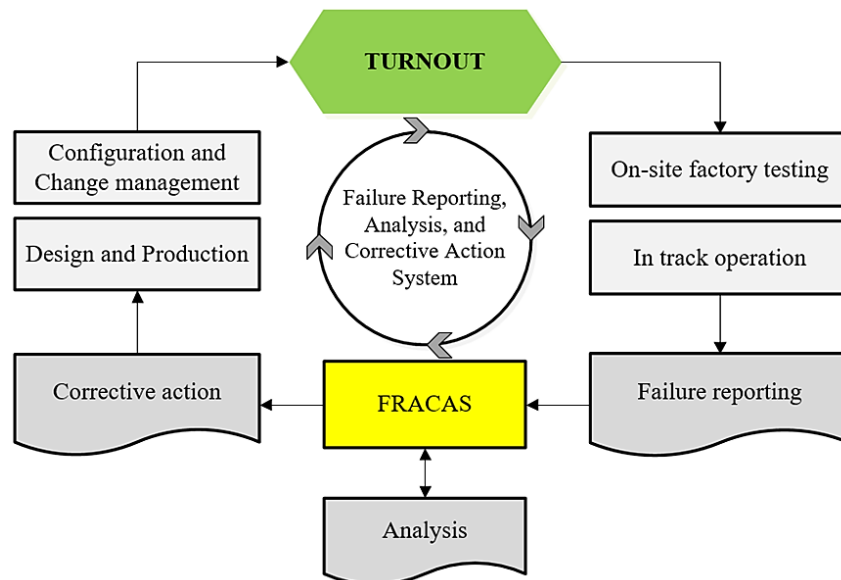 TURNOUT
Configuration and
Change management
On-site factory testing
Failure Reporting,
Analysis, and
Corrective Action
System
Design and Production
In track operation
Corrective action
FRACAS
Failure reporting
Analysis